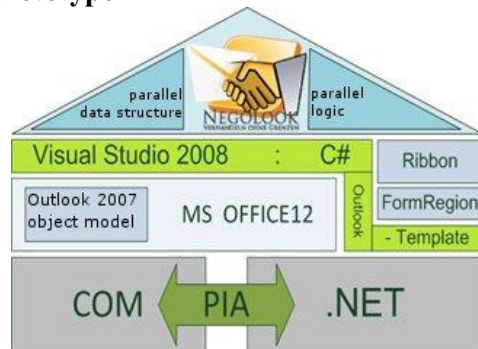 parallel
data structure
parallel
logic
NEGOLOOK
VERHANDELN OHNE GRENZEN
Visual Studio 2008 : C#
Ribbon
Outlook 2007
object model
MS OFFICE12
Outlook
FormRegion
- Template
COM
PIA
.NET